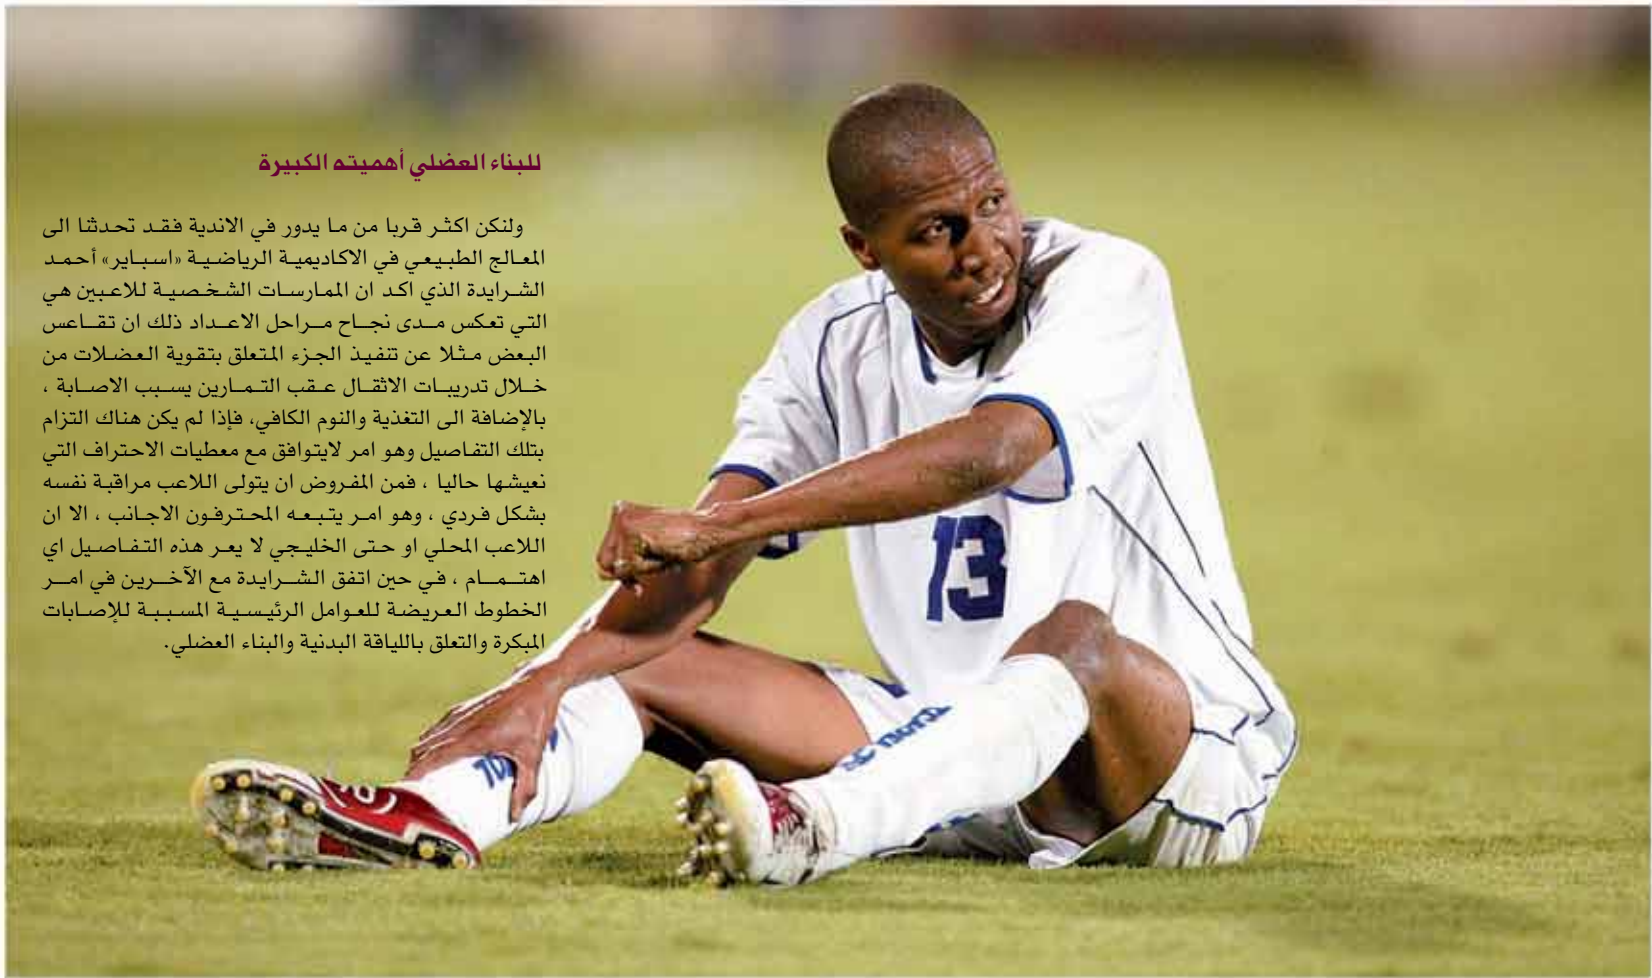 للبناء العضلي أهميته الكبيرة
ولنكن اكثر قربا من ما يدور في الاندية فقد تحدثنا الى
المعالج الطبيعي في الاكاديمية الرياضية «اسباير» أحمد
الشرايدة الذي اكد ان الممارسات الشخصية للاعبين هي
التي تعكس مدى نجاح مراحل الاعداد ذلك ان تقاعس
البعض مثلا عن تنفيذ الجزء المتعلق بتقوية العضلات من
خلال تدريبات الاثقال عقب التمارين يسبب الاصابة ،
بالإضافة الى التغذية والنوم الكافي، فإذا لم يكن هناك التزام
بتلك التفاصيل وهو امر لايتوافق مع معطيات الاحتراف التي
نعيشها حاليا ، فمن المفروض ان يتولى اللاعب مراقبة نفسه
بشكل فردي ، وهو امر يتبعه المحترفون الاجانب ، الا ان
اللاعب المحلي او حتى الخليجي لا يعر هذه التفاصيل اي
اهتمام ، في حين اتفق الشرايدة مع الآخرين في امر
الخطوط العريضة للعوامل الرئيسية المسببة للإصابات
المبكرة والتعلق باللياقة البدنية والبناء العضلي.
13